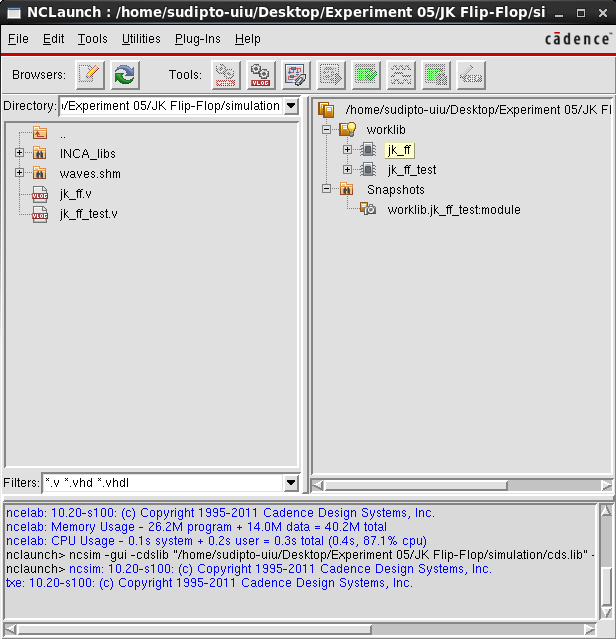 NCLaunch : /home/sudipto-uiu/Desktop/Experiment 05/JK Flip-Flop/si
File Edit Tools Utilities Plug-Ins Help
cādence™
Browsers:
Tools:
VLOG
Directory: ı/Experiment 05/JK Flip-Flop/simulation
..
INCA_libs
waves.shm
VLOG jk_ff.v
VLOG jk_ff_test.v
Filters: *.v *.vhd *.vhdl
/home/sudipto-uiu/Desktop/Experiment 05/JK F
worklib
jk_ff
jk_ff_test
Snapshots
worklib.jk_ff_test:module
ncelab: 10.20-s100: (c) Copyright 1995-2011 Cadence Design Systems, Inc.
ncelab: Memory Usage - 26.2M program + 14.0M data = 40.2M total
ncelab: CPU Usage - 0.1s system + 0.2s user = 0.3s total (0.4s, 87.1% cpu)
nclaunch> ncsim -gui -cdslib "/home/sudipto-uiu/Desktop/Experiment 05/JK Flip-Flop/simulation/cds.lib" -
nclaunch> ncsim: 10.20-s100: (c) Copyright 1995-2011 Cadence Design Systems, Inc.
txe: 10.20-s100: (c) Copyright 1995-2011 Cadence Design Systems, Inc.